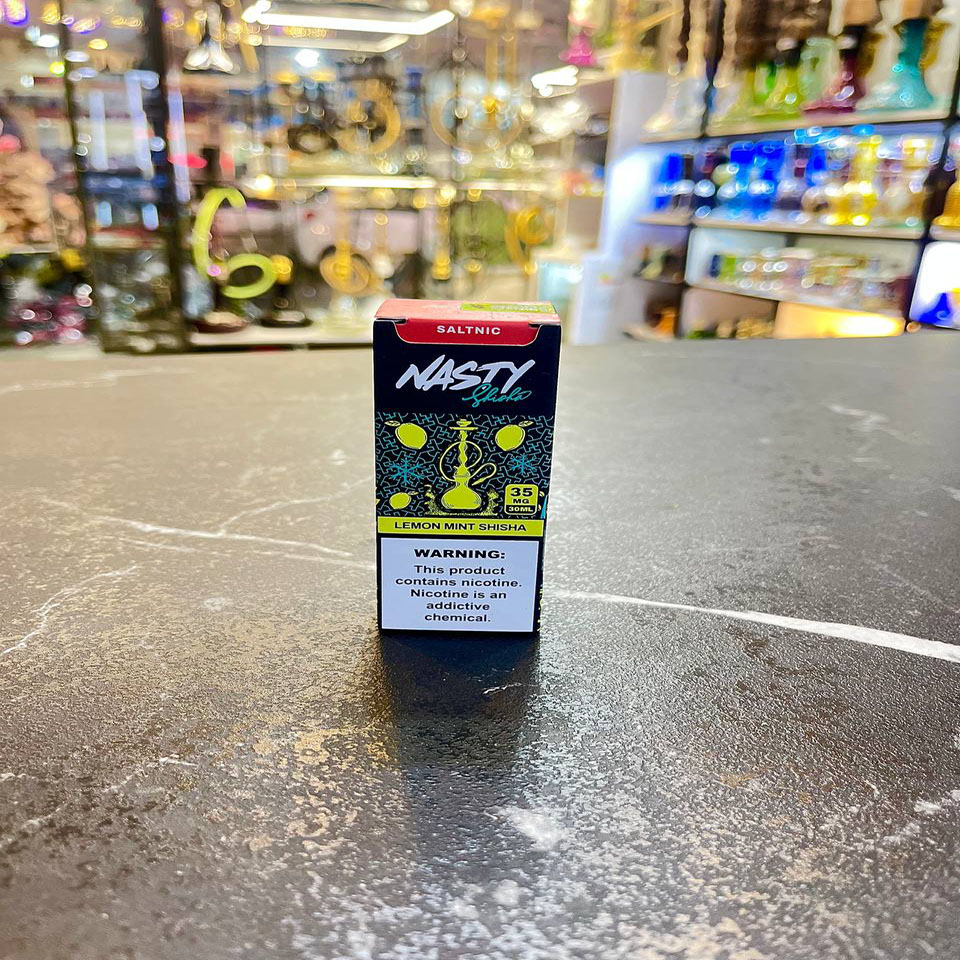 SALTNIC
NASTY
Shisha
35
MG
30ML
LEMON MINT SHISHA
WARNING:
This product
contains nicotine.
Nicotine is an
addictive
chemical.